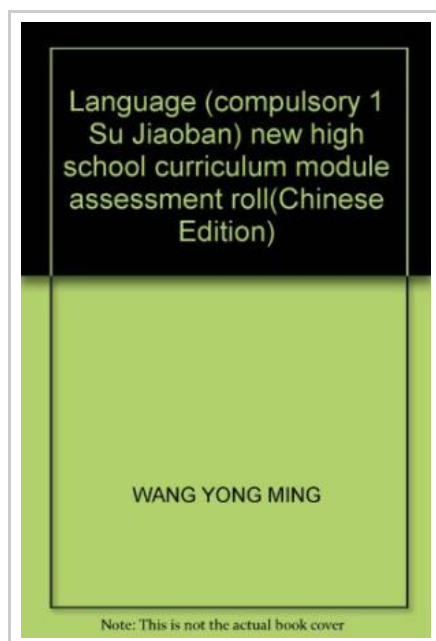 Language (compulsory 1
Su Jiaoban) new high
school curriculum module
assessment roll(Chinese
Edition)
WANG YONG MING
Note: This is not the actual book cover